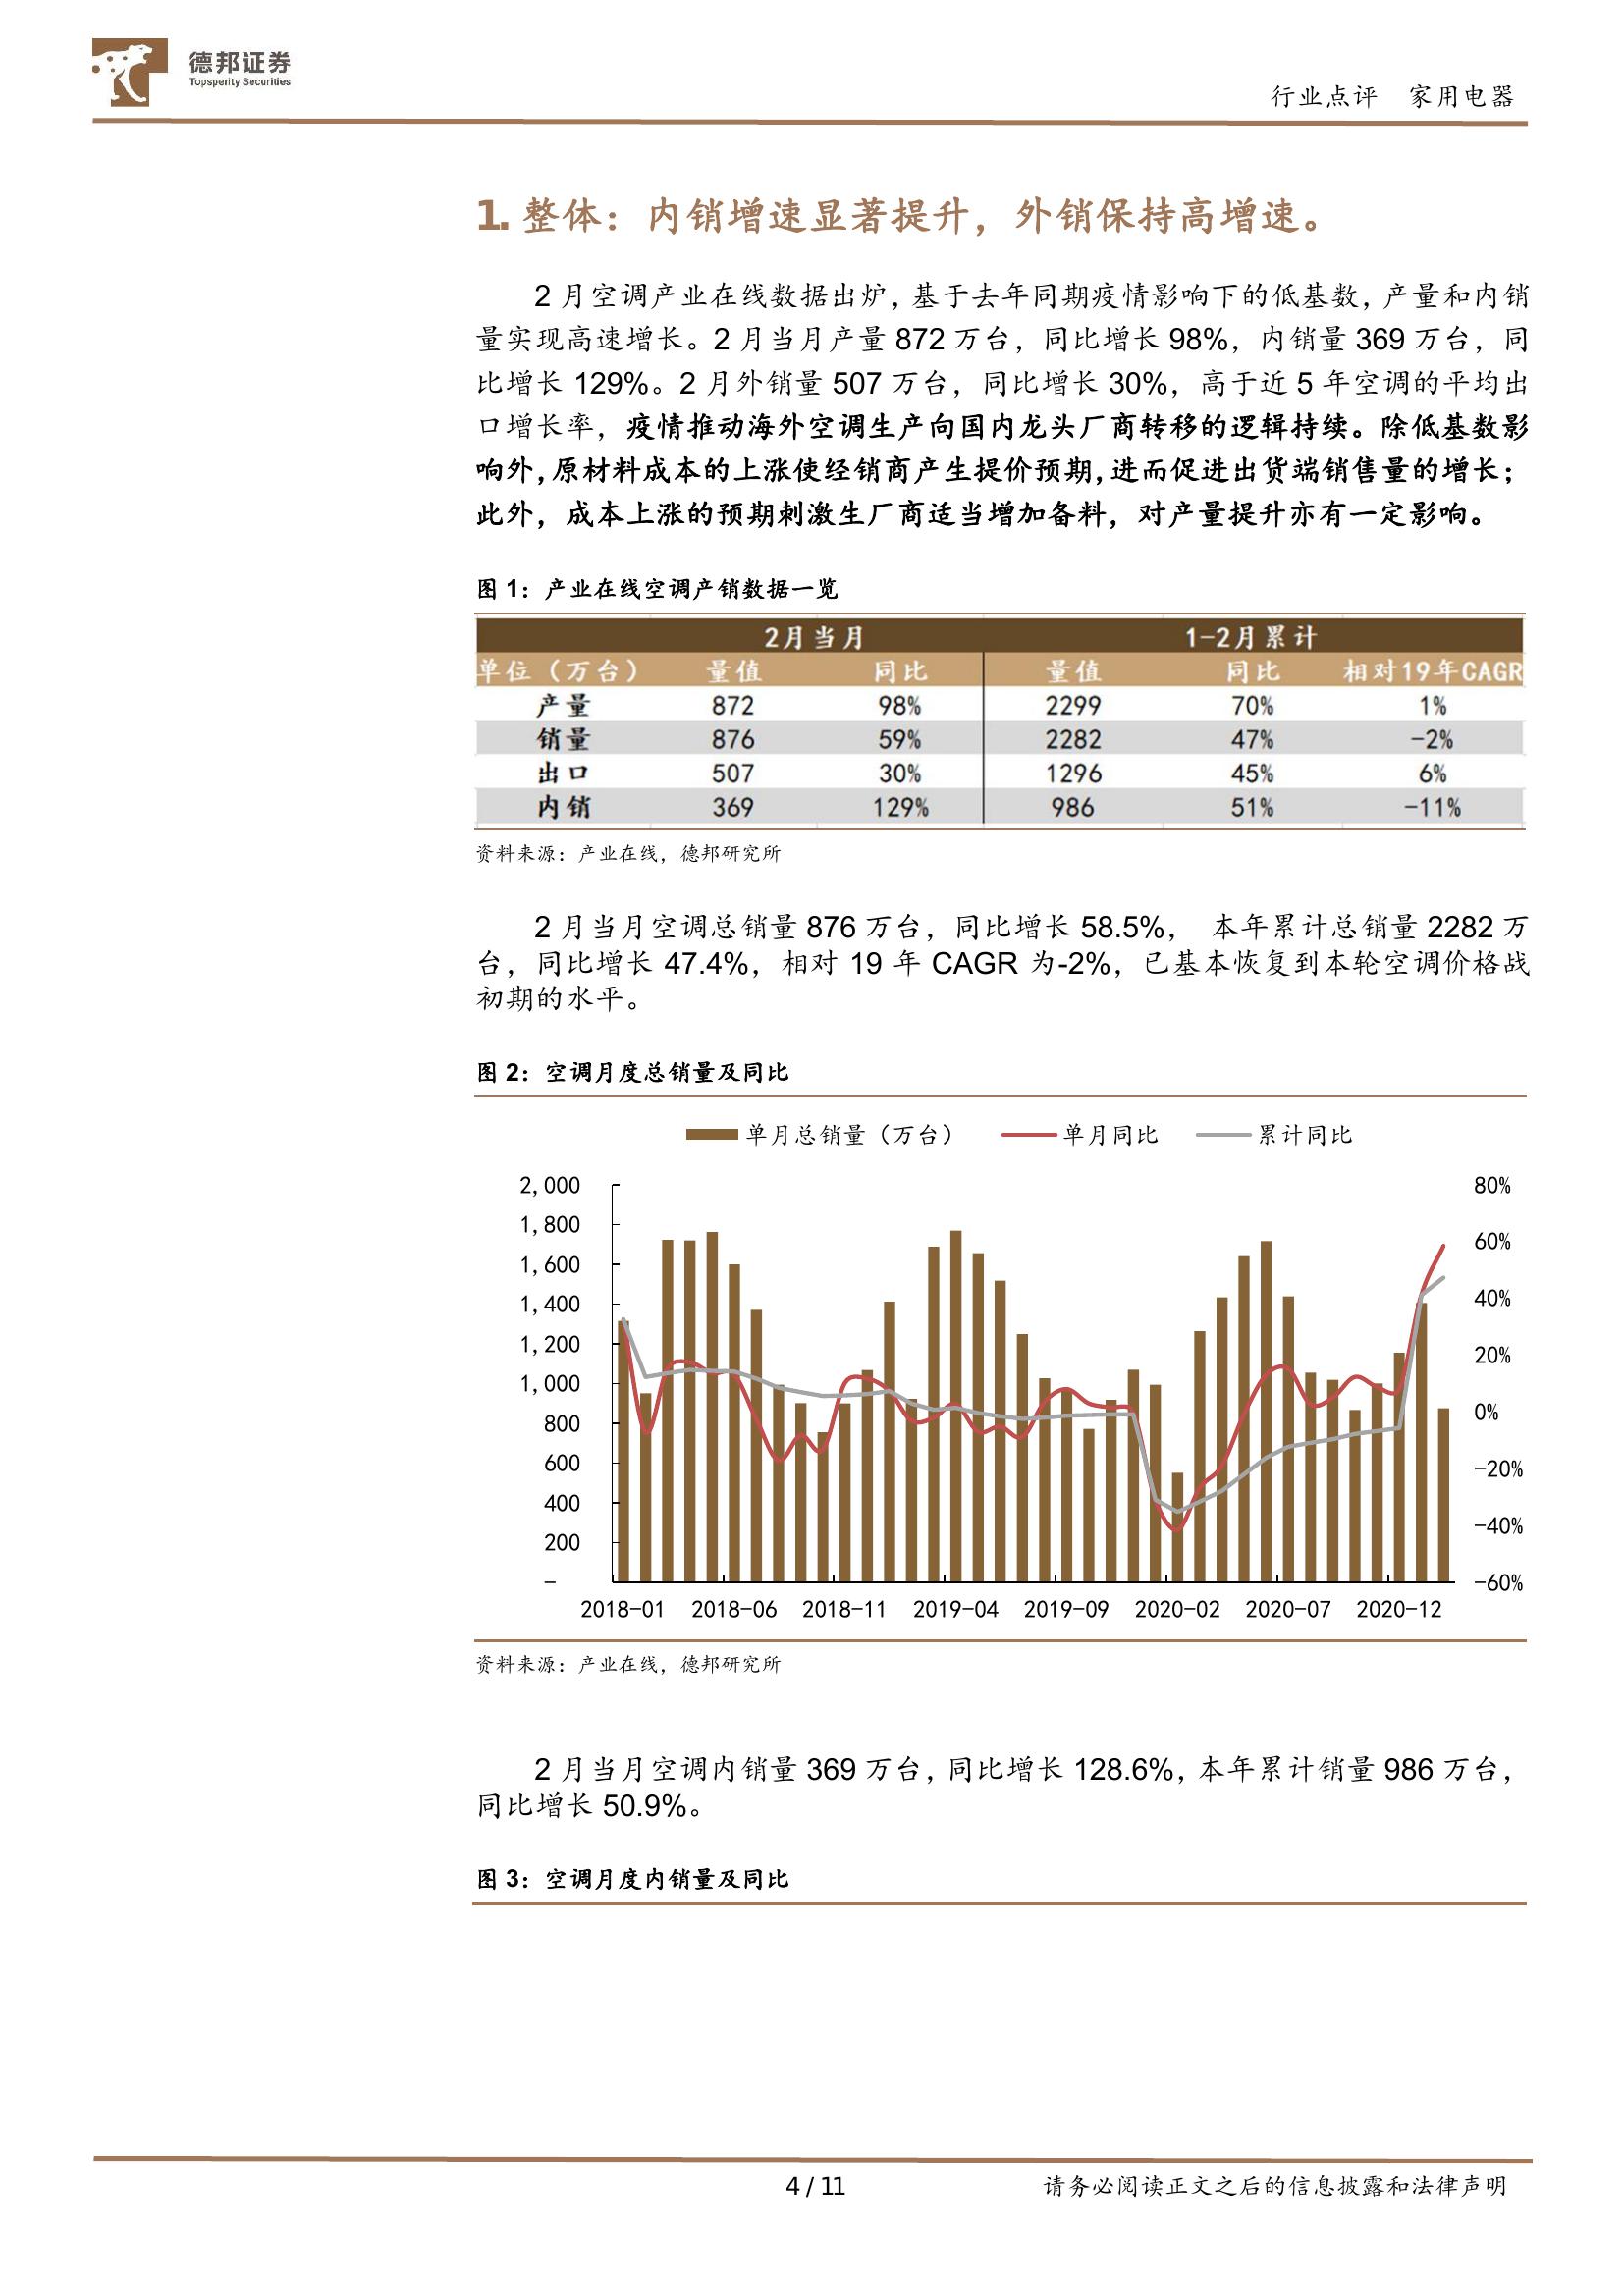 德邦证券
Topsperity Securities
行业点评 家用电器
1. 整体：内销增速显著提升，外销保持高增速。
2 月空调产业在线数据出炉，基于去年同期疫情影响下的低基数，产量和内销
量实现高速增长。2 月当月产量 872 万台，同比增长 98%，内销量 369 万台，同
比增长 129%。2 月外销量 507 万台，同比增长 30%，高于近 5 年空调的平均出
口增长率，疫情推动海外空调生产向国内龙头厂商转移的逻辑持续。除低基数影
响外，原材料成本的上涨使经销商产生提价预期，进而促进出货端销售量的增长；
此外，成本上涨的预期刺激生厂商适当增加备料，对产量提升亦有一定影响。
图 1：产业在线空调产销数据一览
2月当月 1-2月累计
单位（万台） 量值 同比 量值 同比 相对19年CAGR
产量 872 98% 2299 70% 1%
销量 876 59% 2282 47% -2%
出口 507 30% 1296 45% 6%
内销 369 129% 986 51% -11%
资料来源：产业在线，德邦研究所
2 月当月空调总销量 876 万台，同比增长 58.5%， 本年累计总销量 2282 万
台，同比增长 47.4%，相对 19 年 CAGR 为-2%，已基本恢复到本轮空调价格战
初期的水平。
图 2：空调月度总销量及同比
单月总销量（万台） 单月同比 累计同比
2,000 80%
1,800
1,600 60%
1,400 40%
1,200 20%
1,000
800 0%
600 -20%
400 -40%
200
- -60%
2018-01 2018-06 2018-11 2019-04 2019-09 2020-02 2020-07 2020-12
资料来源：产业在线，德邦研究所
2 月当月空调内销量 369 万台，同比增长 128.6%，本年累计销量 986 万台，
同比增长 50.9%。
图 3：空调月度内销量及同比
4 / 11 请务必阅读正文之后的信息披露和法律声明